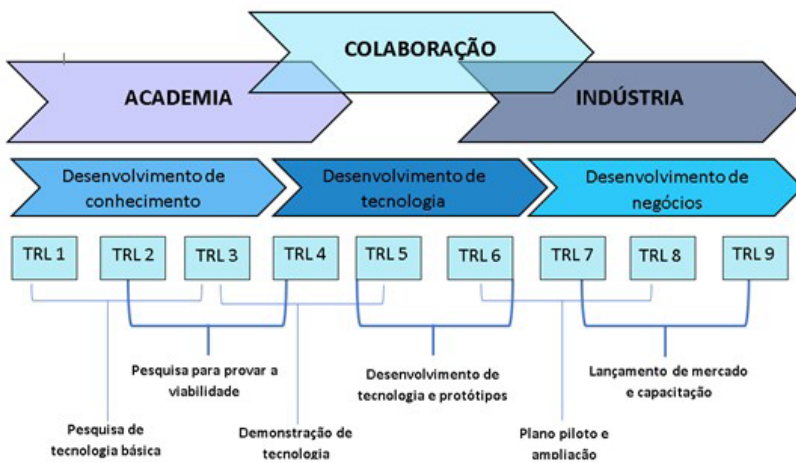 COLABORAÇÃO
ACADEMIA
INDÚSTRIA
Desenvolvimento de
conhecimento
Desenvolvimento de
tecnologia
Desenvolvimento de
negócios
TRL 1
TRL 2
TRL 3
TRL 4
TRL 5
TRL 6
TRL 7
TRL 8
TRL 9
Pesquisa para provar a
viabilidade
Desenvolvimento de
tecnologia e protótipos
Lançamento de mercado
e capacitação
Pesquisa de
tecnologia básica
Demonstração de
tecnologia
Plano piloto e
ampliação